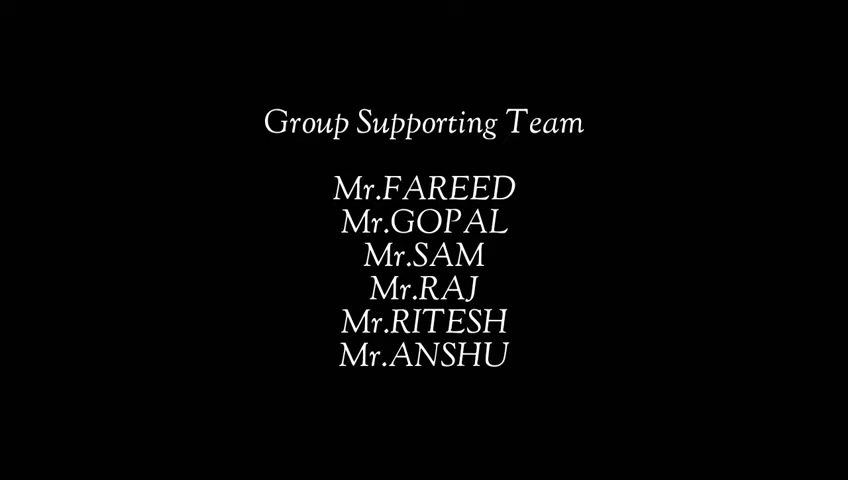 Group Supporting Team
Mr.FAREED
Mr.GOPAL
Mr.SAM
Mr.RAJ
Mr.RITESH
Mr.ANSHU